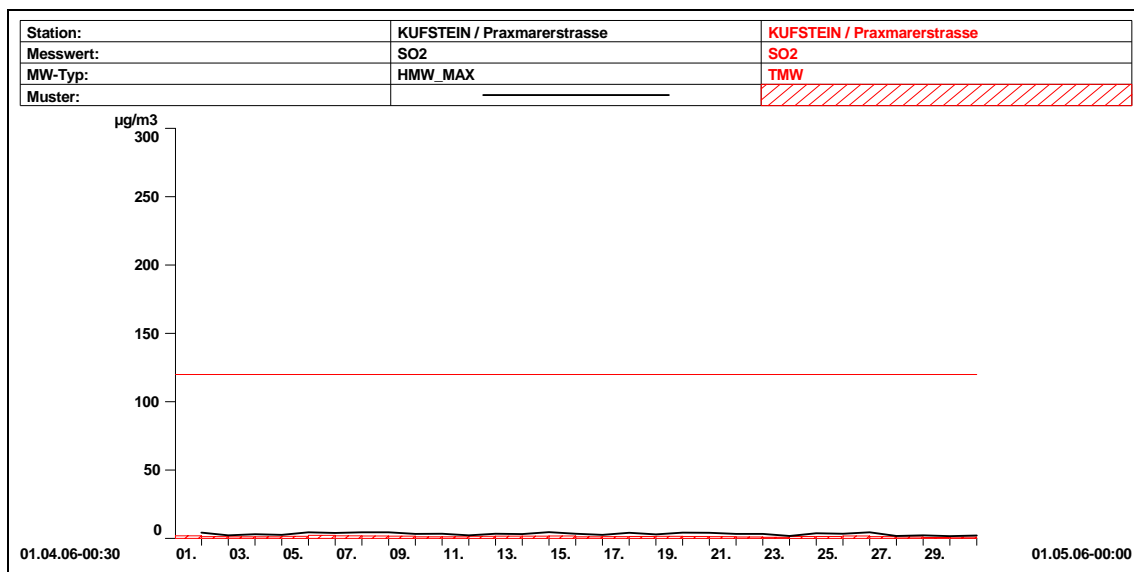 Station: KUFSTEIN / Praxmarerstrasse KUFSTEIN / Praxmarerstrasse
Messwert: SO2 SO2
MW-Typ: HMW_MAX TMW
Muster:
µg/m3
300
250
200
150
100
50
0
01.04.06-00:30 01. 03. 05. 07. 09. 11. 13. 15. 17. 19. 21. 23. 25. 27. 29. 01.05.06-00:00